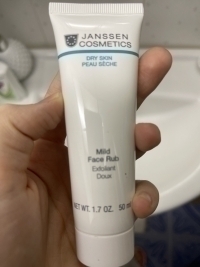 JANSSEN
COSMETICS
DRY SKIN
PEAU SÈCHE
Mild
Face Rub
Exfoliant
Doux
NET WT. 1.7 OZ. 50 ml